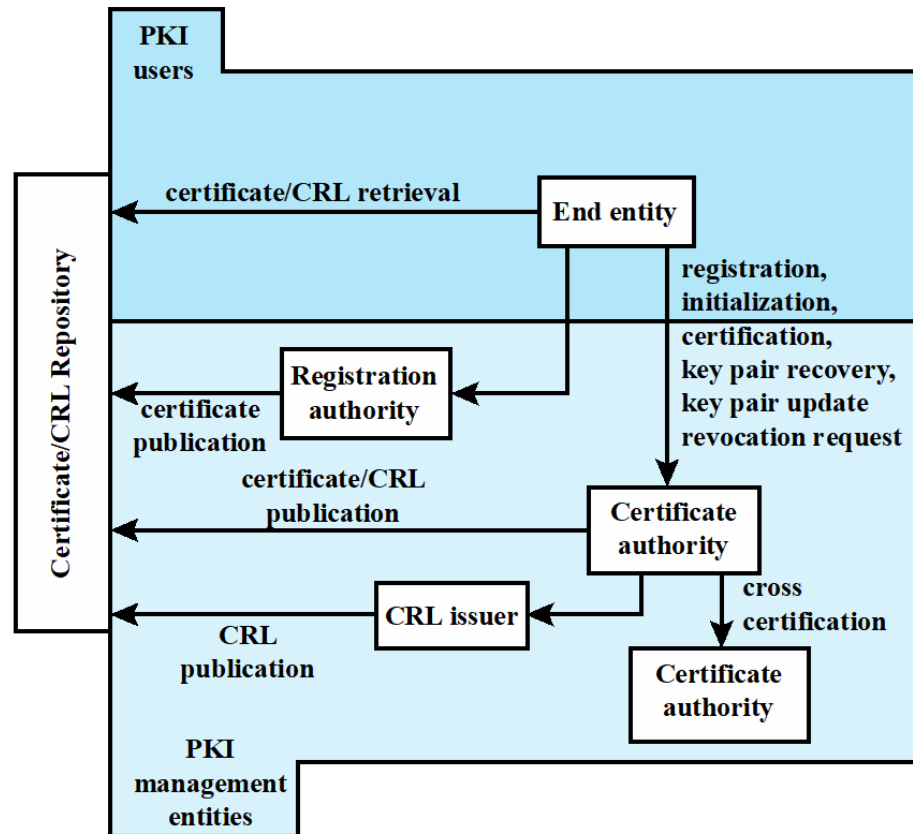 PKI
users
certificate/CRL retrieval
End entity
registration,
initialization,
certification,
key pair recovery,
key pair update
revocation request
Certificate/CRL Repository
Registration
authority
certificate
publication
certificate/CRL
publication
Certificate
authority
cross
certification
CRL issuer
CRL
publication
Certificate
authority
PKI
management
entities